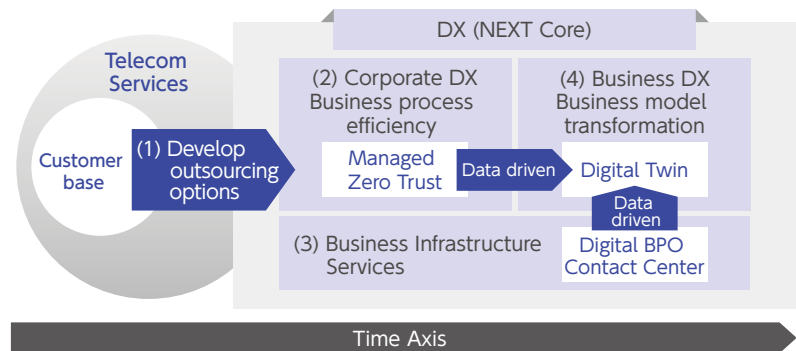 DX (NEXT Core)
Telecom
Services
Customer
base
(1) Develop
outsourcing
options
(2) Corporate DX
Business process
efficiency
Managed
Zero Trust
Data driven
(4) Business DX
Business model
transformation
Digital Twin
Data
driven
(3) Business Infrastructure
Services
Digital BPO
Contact Center
Time Axis